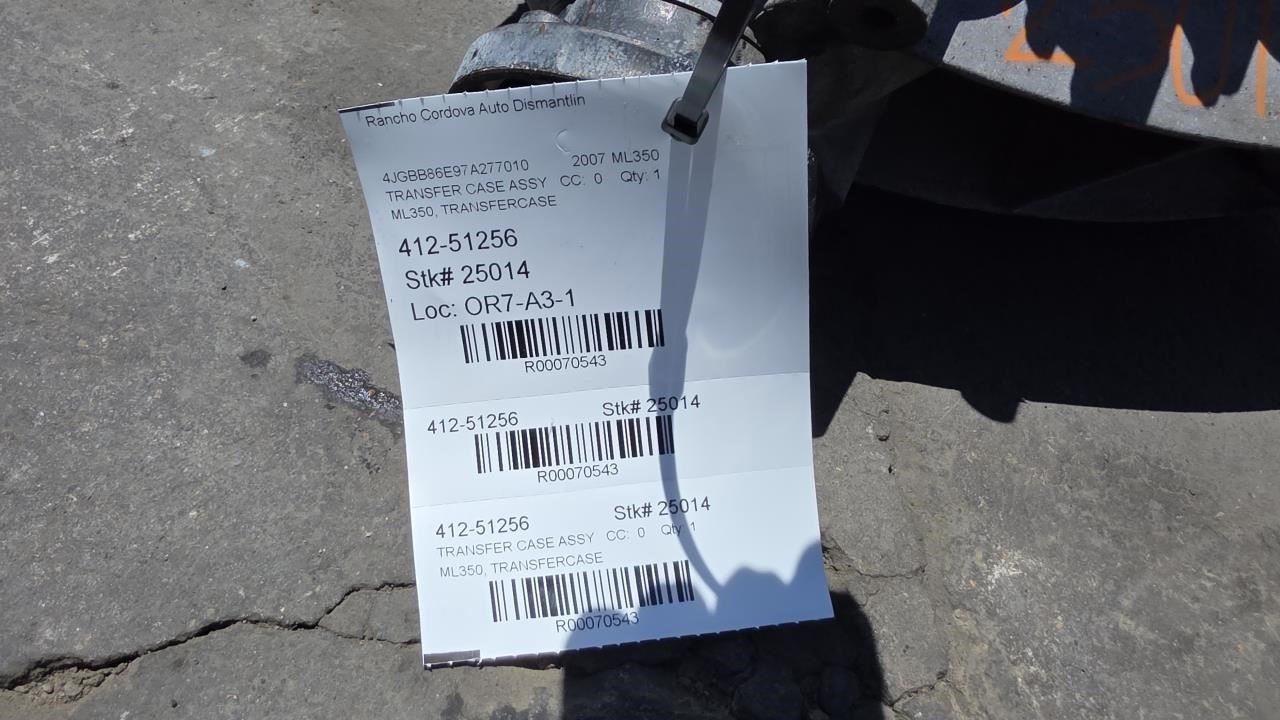 Rancho Cordova Auto Dismantlin
4JGBB86E97A277010 2007 ML350
TRANSFER CASE ASSY CC: 0 Qty: 1
ML350, TRANSFERCASE
412-51256
Stk# 25014
Loc: OR7-A3-1
R00070543
412-51256 Stk# 25014
R00070543
412-51256 Stk# 25014
TRANSFER CASE ASSY CC: 0 Qty: 1
ML350, TRANSFERCASE
R00070543